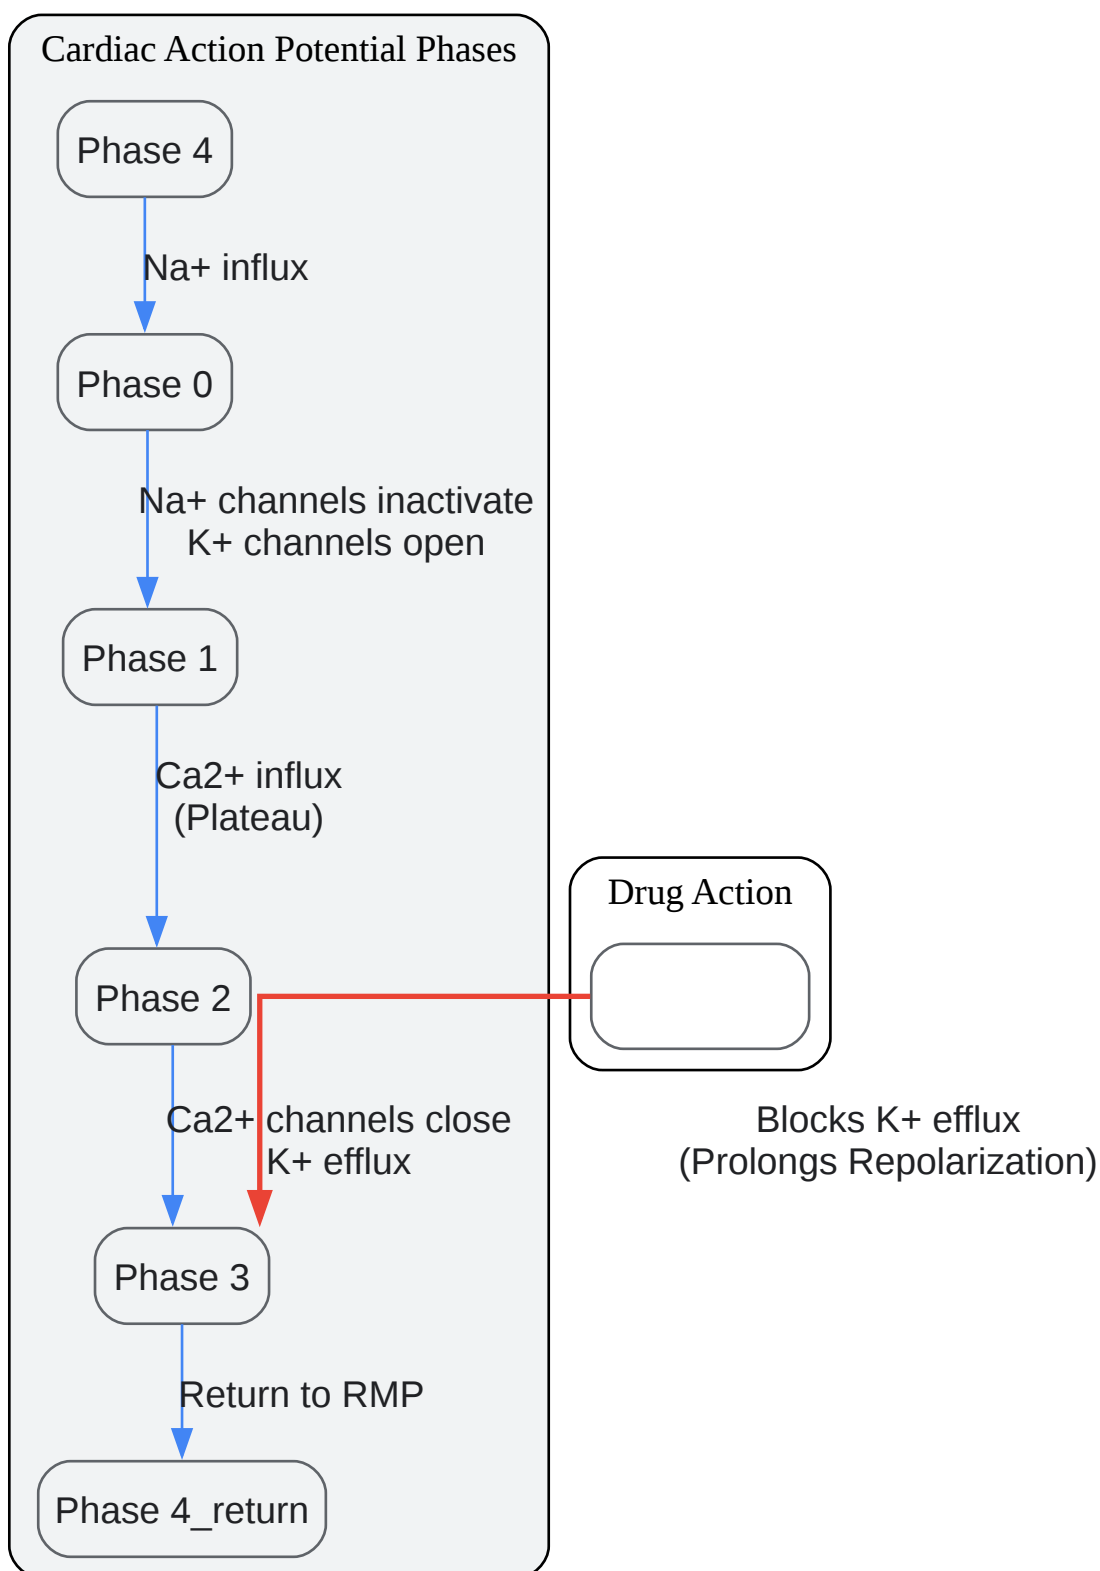 Cardiac Action Potential Phases
Phase 4
Na+ influx
Phase 0
Na+ channels inactivate
K+ channels open
Phase 1
Ca2+ influx
(Plateau)
Phase 2
Drug Action
Ca2+ channels close
K+ efflux
Blocks K+ efflux
(Prolongs Repolarization)
Phase 3
Return to RMP
Phase 4_return